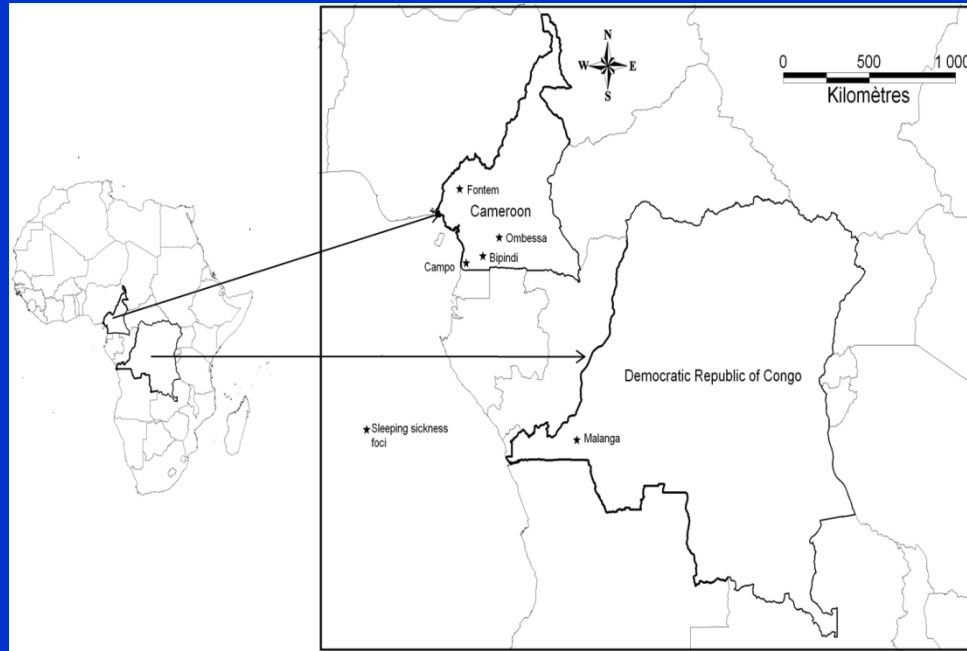 N
W E
S
0 500 1 000
Kilomètres
★Fontem
Cameroon
★Ombessa
★Bipindi
Campo★
Democratic Republic of Congo
★Sleeping sickness
foci
★Malanga